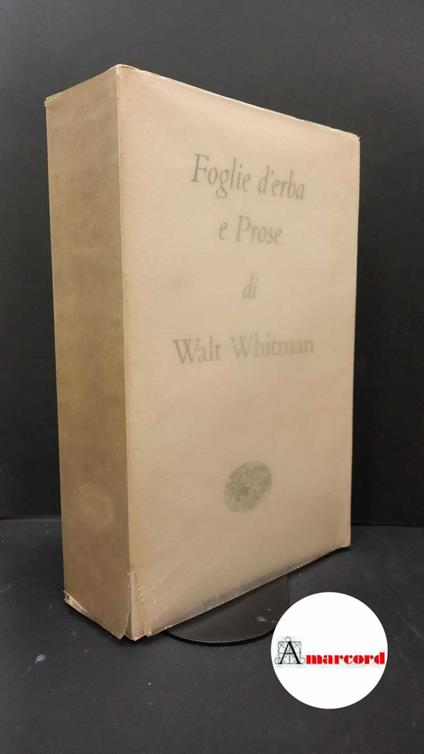 Foglie d'erba
e Prose
di
Walt Whitman
Amarcord